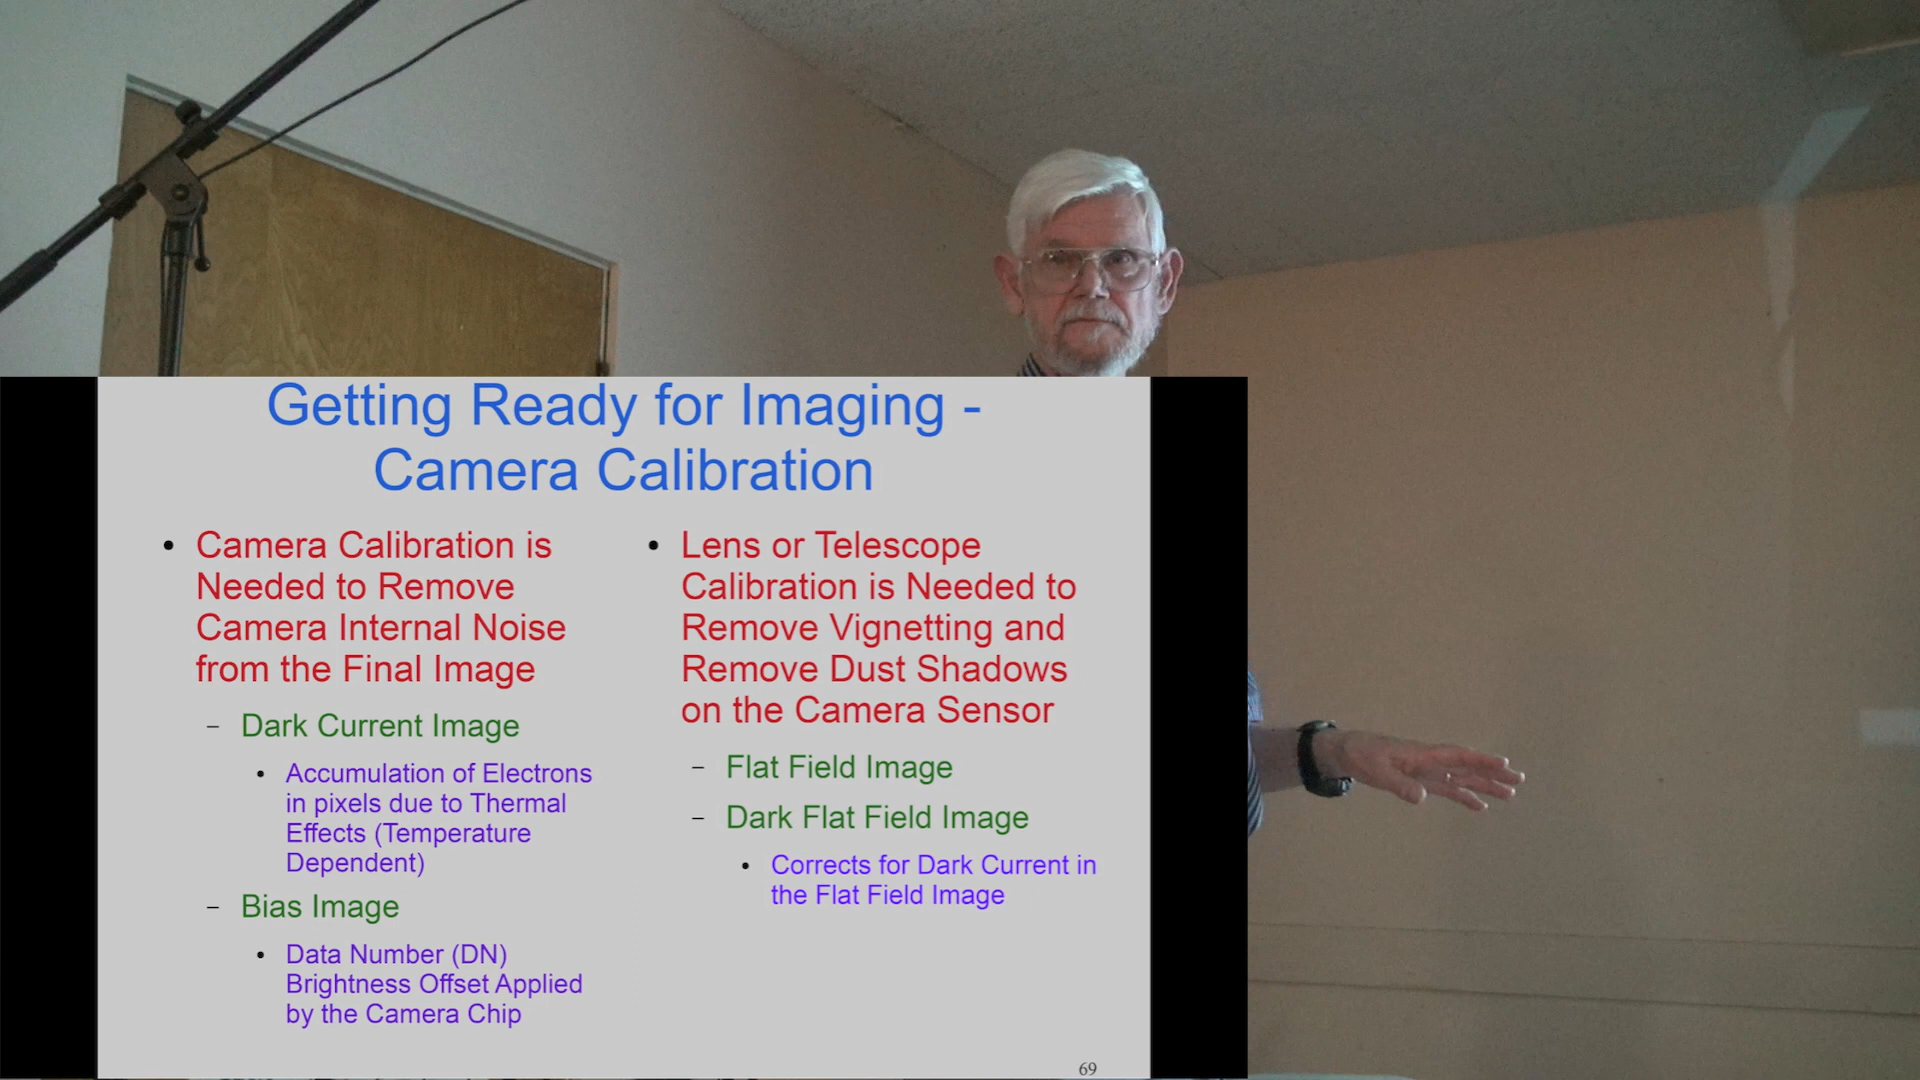 Getting Ready for Imaging -
Camera Calibration
• Camera Calibration is
Needed to Remove
Camera Internal Noise
from the Final Image
– Dark Current Image
• Accumulation of Electrons
in pixels due to Thermal
Effects (Temperature
Dependent)
– Bias Image
• Data Number (DN)
Brightness Offset Applied
by the Camera Chip
• Lens or Telescope
Calibration is Needed to
Remove Vignetting and
Remove Dust Shadows
on the Camera Sensor
– Flat Field Image
– Dark Flat Field Image
• Corrects for Dark Current in
the Flat Field Image
69